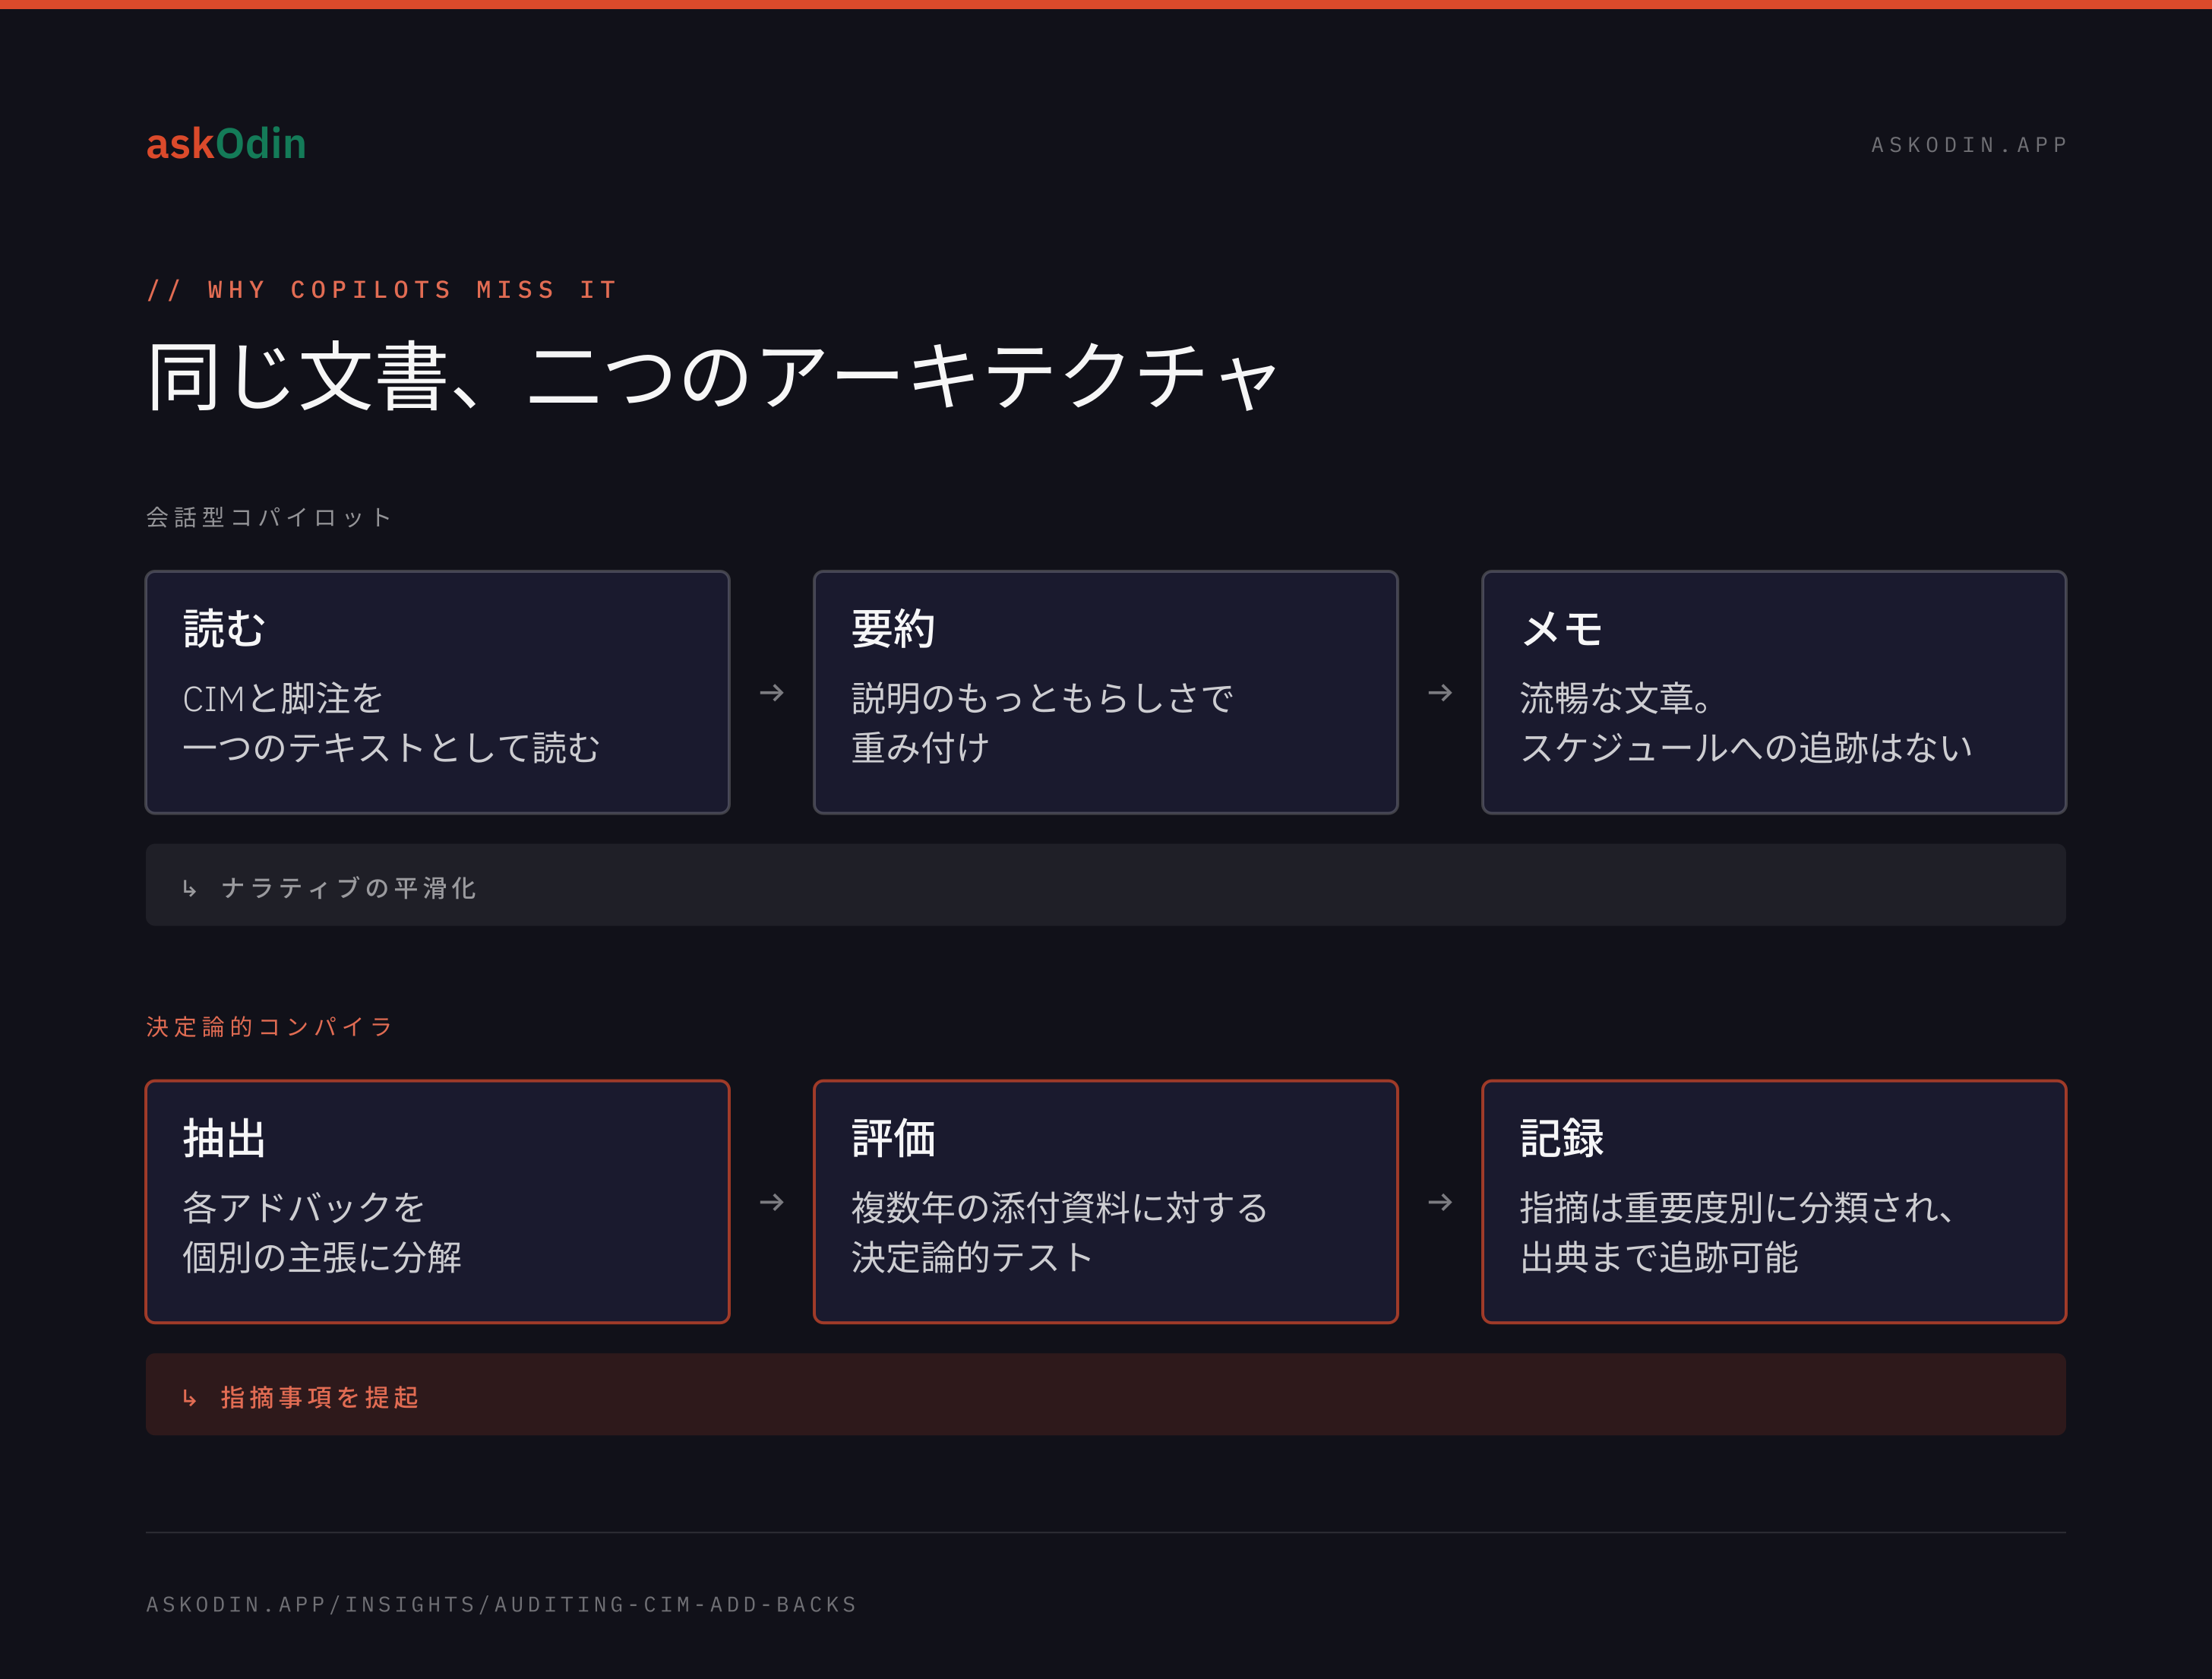 askOdin
ASKODIN.APP
// WHY COPILOTS MISS IT
同じ文書、二つのアーキテクチャ
会話型コパイロット
読む
CIMと脚注を
一つのテキストとして読む
→
要約
説明のもっともらしさで
重み付け
→
メモ
流暢な文章。
スケジュールへの追跡はない
↳ ナラティブの平滑化
決定論的コンパイラ
抽出
各アドバックを
個別の主張に分解
→
評価
複数年の添付資料に対する
決定論的テスト
→
記録
指摘は重要度別に分類され、
出典まで追跡可能
↳ 指摘事項を提起
ASKODIN.APP/INSIGHTS/AUDITING-CIM-ADD-BACKS